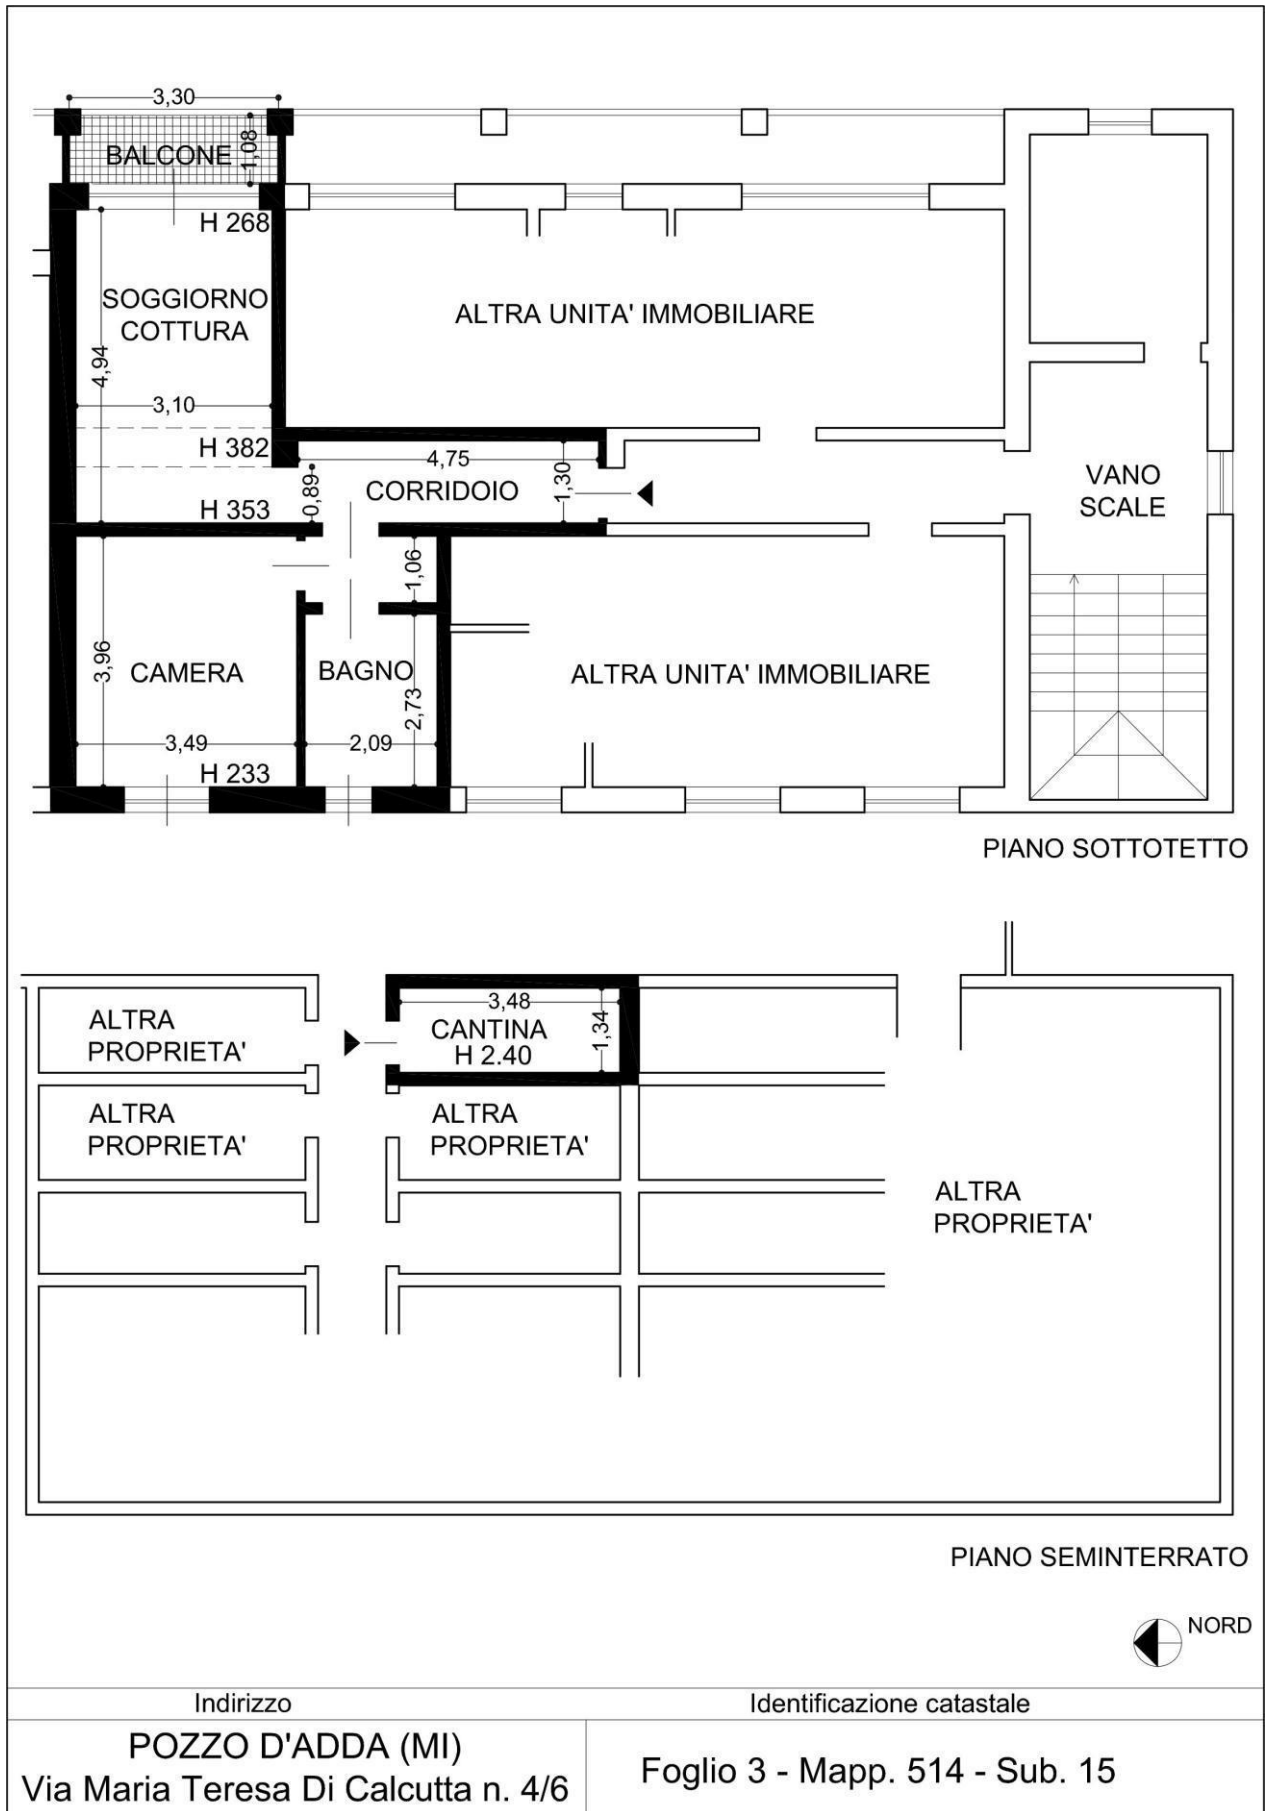 3,30
BALCONE
1,08
H 268
SOGGIORNO
COTTURA
ALTRA UNITA' IMMOBILIARE
4,94
3,10
H 382
4,75
CORRIDOIO
0,89
1,30
H 353
VANO
SCALE
1,06
3,96
CAMERA
BAGNO
2,73
ALTRA UNITA' IMMOBILIARE
3,49
2,09
H 233
PIANO SOTTOTETTO
ALTRA
PROPRIETA'
3,48
CANTINA
H 2.40
1,34
ALTRA
PROPRIETA'
ALTRA
PROPRIETA'
ALTRA
PROPRIETA'
PIANO SEMINTERRATO
NORD
Indirizzo
Identificazione catastale
POZZO D'ADDA (MI)
Via Maria Teresa Di Calcutta n. 4/6
Foglio 3 - Mapp. 514 - Sub. 15